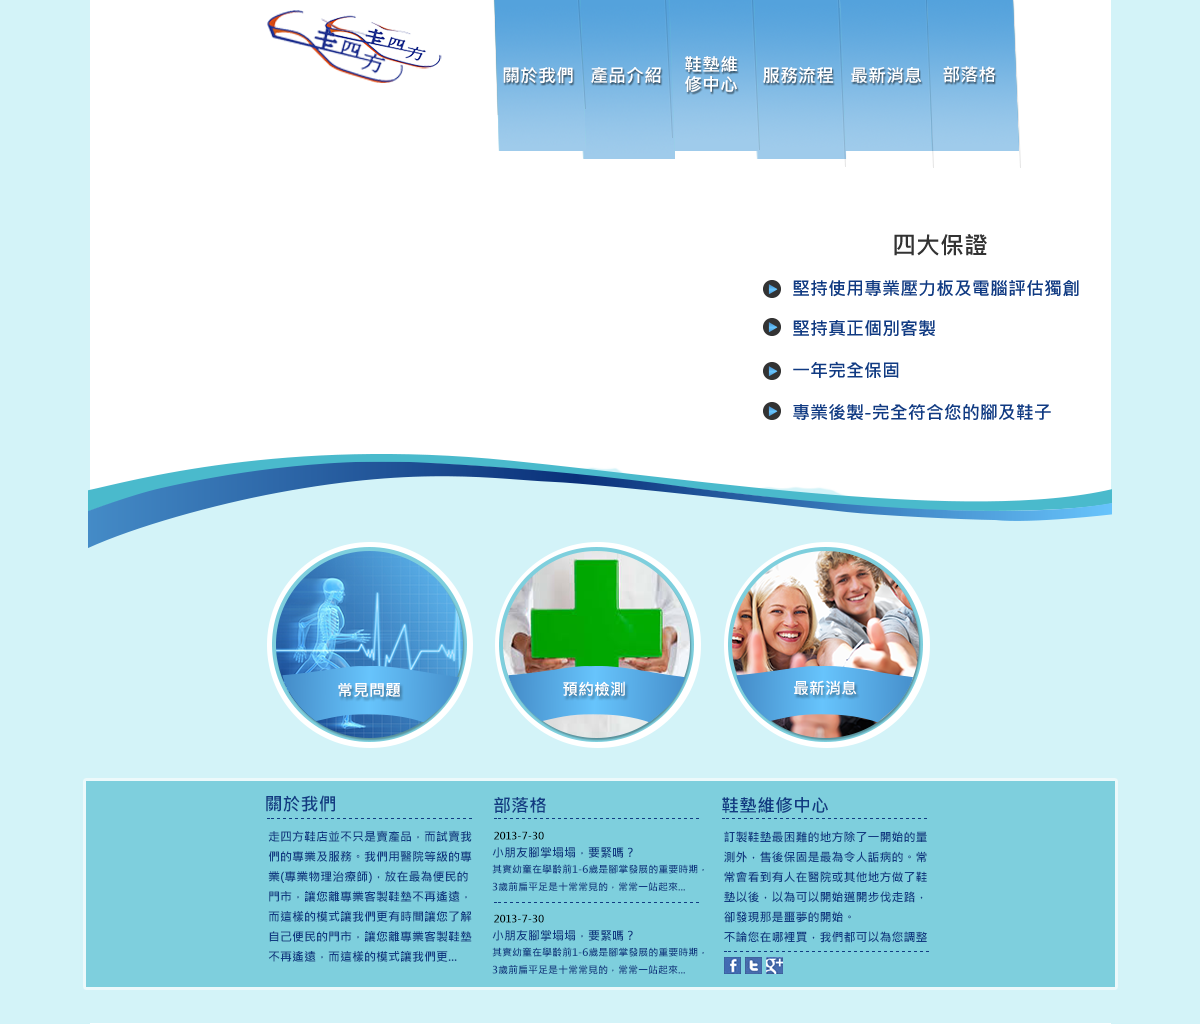 圭四方
圭四方
關於我們
產品介紹
鞋墊維
修中心
服務流程
最新消息
部落格
四大保證
堅持使用專業壓力板及電腦評估獨創
堅持真正個別客製
一年完全保固
專業後製-完全符合您的腳及鞋子
常見問題
預約檢測
最新消息
關於我們
走四方鞋店並不只是賣產品，而試賣我
們的專業及服務。我們用醫院等級的專
業(專業物理治療師)，放在最為便民的
門市，讓您離專業客製鞋墊不再遙遠，
而這樣的模式讓我們更有時間讓您了解
自己便民的門市，讓您離專業客製鞋墊
不再遙遠，而這樣的模式讓我們更...
部落格
2013-7-30
小朋友腳掌塌塌，要緊嗎？
其實幼童在學齡前1-6歲是腳掌發展的重要時期，
3歲前扁平足是十常常見的，常常一站起來...
2013-7-30
小朋友腳掌塌塌，要緊嗎？
其實幼童在學齡前1-6歲是腳掌發展的重要時期，
3歲前扁平足是十常常見的，常常一站起來...
鞋墊維修中心
訂製鞋墊最困難的地方除了一開始的量
測外，售後保固是最為令人詬病的。常
常會看到有人在醫院或其他地方做了鞋
墊以後，以為可以開始邁開步伐走路，
卻發現那是噩夢的開始。
不論您在哪裡買，我們都可以為您調整